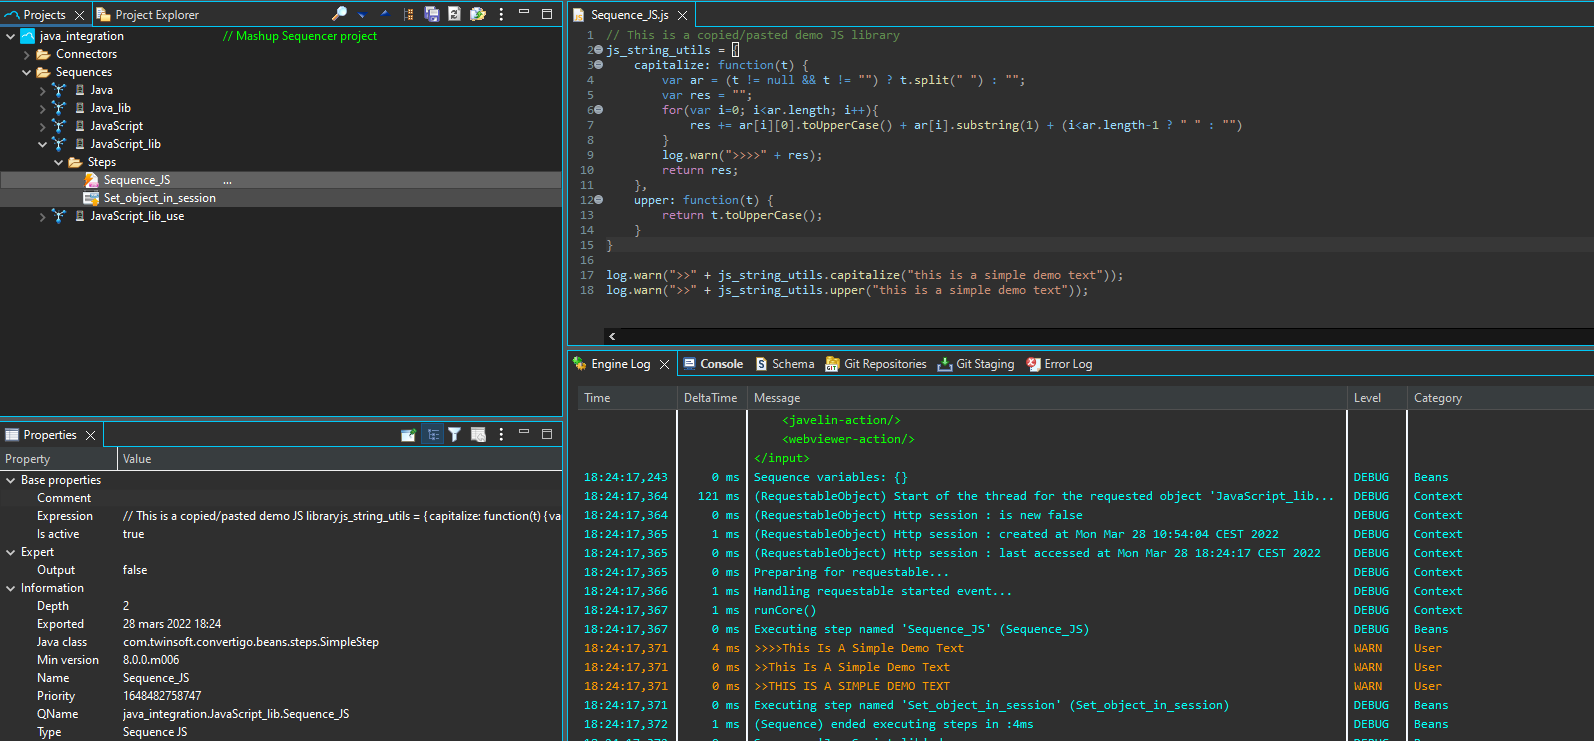 Projects
Project Explorer
java_integration // Mashup Sequencer project
Connectors
Sequences
Java
Java_lib
JavaScript
JavaScript_lib
Steps
Sequence_JS ...
Set_object_in_session
JavaScript_lib_use
Properties
Property Value
Base properties
Comment
Expression // This is a copied/pasted demo JS libraryjs_string_utils = { capitalize: function(t) { va
Is active true
Expert
Output false
Information
Depth 2
Exported 28 mars 2022 18:24
Java class com.twinsoft.convertigo.beans.steps.SimpleStep
Min version 8.0.0.m006
Name Sequence_JS
Priority 1648482758747
QName java_integration.JavaScript_lib.Sequence_JS
Type Sequence JS
Sequence_JS.js
1 // This is a copied/pasted demo JS library
2 js_string_utils = {
3 capitalize: function(t) {
4 var ar = (t != null && t != "") ? t.split(" ") : "";
5 var res = "";
6 for(var i=0; i<ar.length; i++){
7 res += ar[i][0].toUpperCase() + ar[i].substring(1) + (i<ar.length-1 ? " " : "")
8 }
9 log.warn(">>>>" + res);
10 return res;
11 },
12 upper: function(t) {
13 return t.toUpperCase();
14 }
15 }
16
17 log.warn(">>" + js_string_utils.capitalize("this is a simple demo text"));
18 log.warn(">>" + js_string_utils.upper("this is a simple demo text"));
Engine Log
Console
Schema
Git Repositories
Git Staging
Error Log
Time DeltaTime Message Level Category
<javelin-action/>
<webviewer-action/>
</input>
18:24:17,243 0 ms Sequence variables: {} DEBUG Beans
18:24:17,364 121 ms (RequestableObject) Start of the thread for the requested object 'JavaScript_lib... DEBUG Context
18:24:17,364 0 ms (RequestableObject) Http session : is new false DEBUG Context
18:24:17,365 1 ms (RequestableObject) Http session : created at Mon Mar 28 10:54:04 CEST 2022 DEBUG Context
18:24:17,365 0 ms (RequestableObject) Http session : last accessed at Mon Mar 28 18:24:17 CEST 2022 DEBUG Context
18:24:17,365 0 ms Preparing for requestable... DEBUG Context
18:24:17,366 1 ms Handling requestable started event... DEBUG Context
18:24:17,367 1 ms runCore() DEBUG Context
18:24:17,367 0 ms Executing step named 'Sequence_JS' (Sequence_JS) DEBUG Beans
18:24:17,371 4 ms >>>>This Is A Simple Demo Text WARN User
18:24:17,371 0 ms >>This Is A Simple Demo Text WARN User
18:24:17,371 0 ms >>THIS IS A SIMPLE DEMO TEXT WARN User
18:24:17,371 0 ms Executing step named 'Set_object_in_session' (Set_object_in_session) DEBUG Beans
18:24:17,372 1 ms (Sequence) ended executing steps in :4ms DEBUG Beans